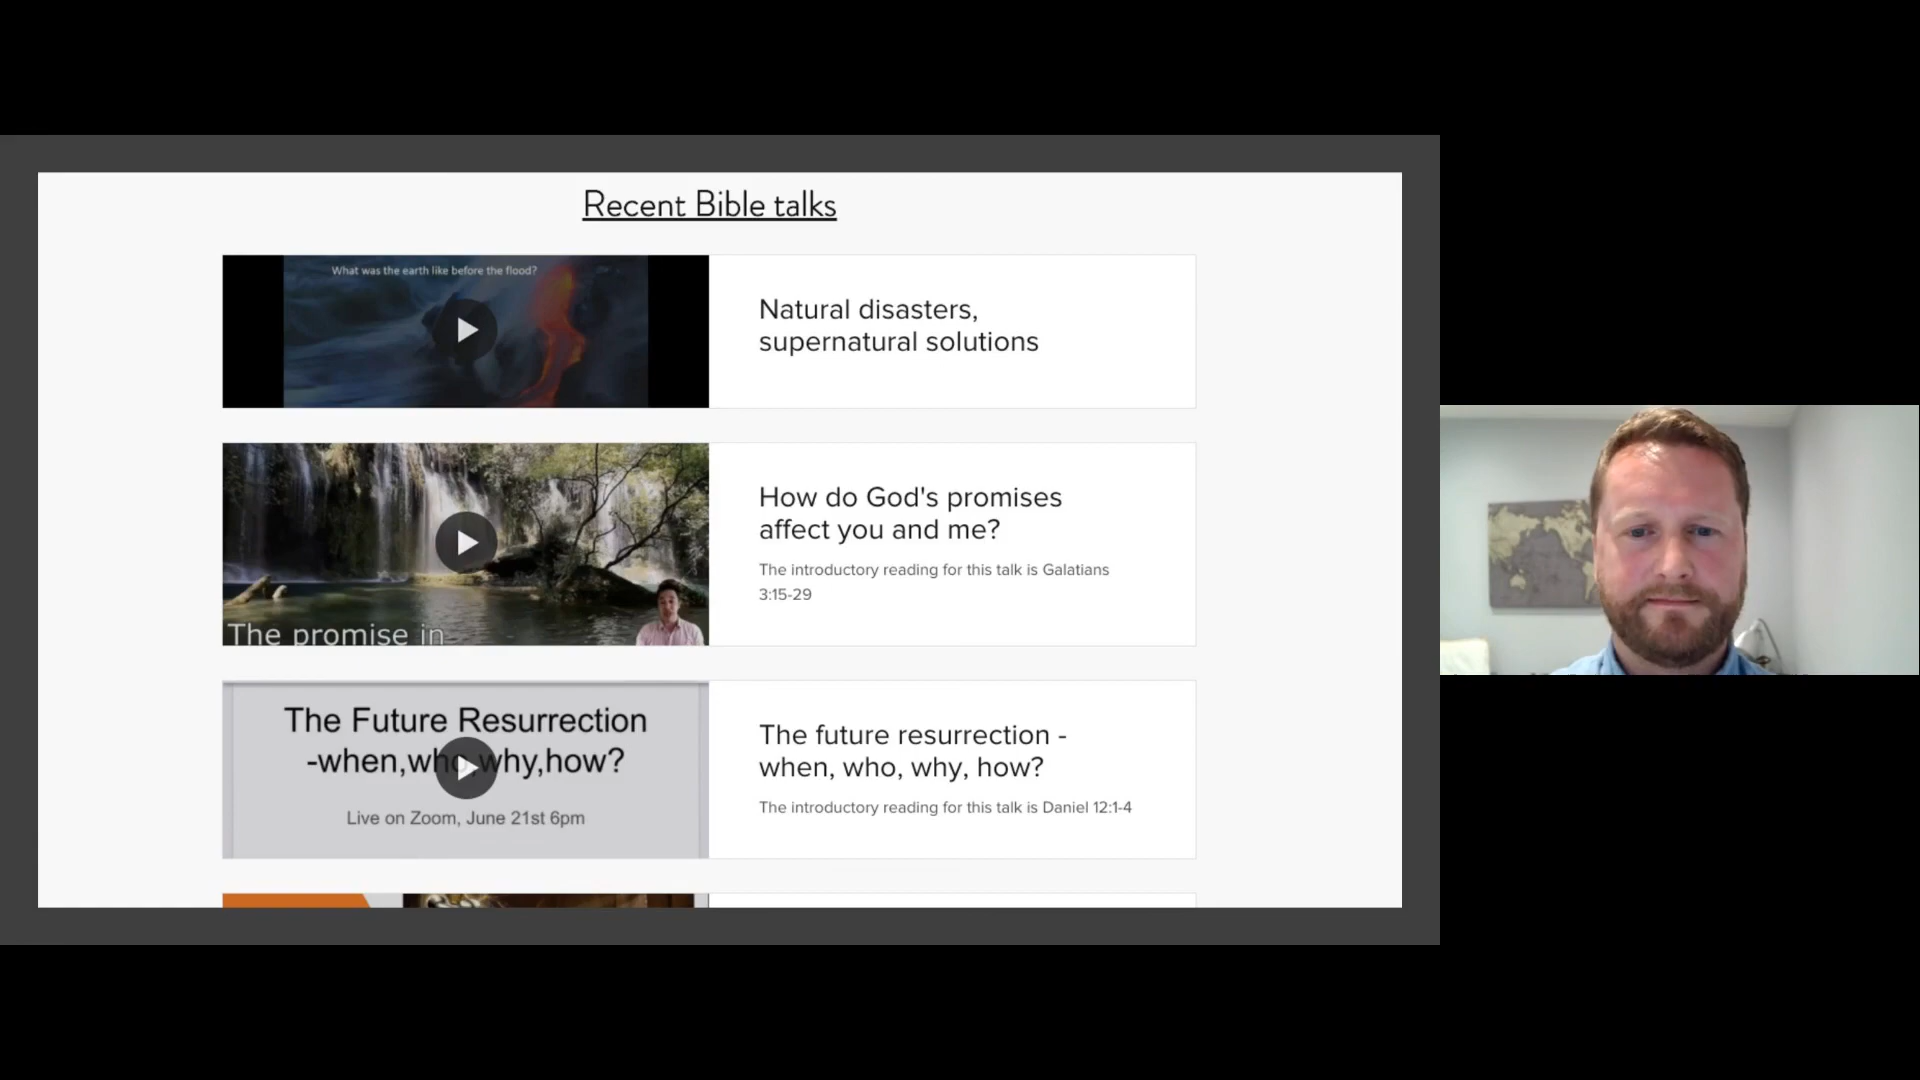 Recent Bible talks
What was the earth like before the flood?
Natural disasters,
supernatural solutions
The promise in
How do God's promises
affect you and me?
The introductory reading for this talk is Galatians
3:15-29
The Future Resurrection
-when,who,why,how?
Live on Zoom, June 21st 6pm
The future resurrection -
when, who, why, how?
The introductory reading for this talk is Daniel 12:1-4